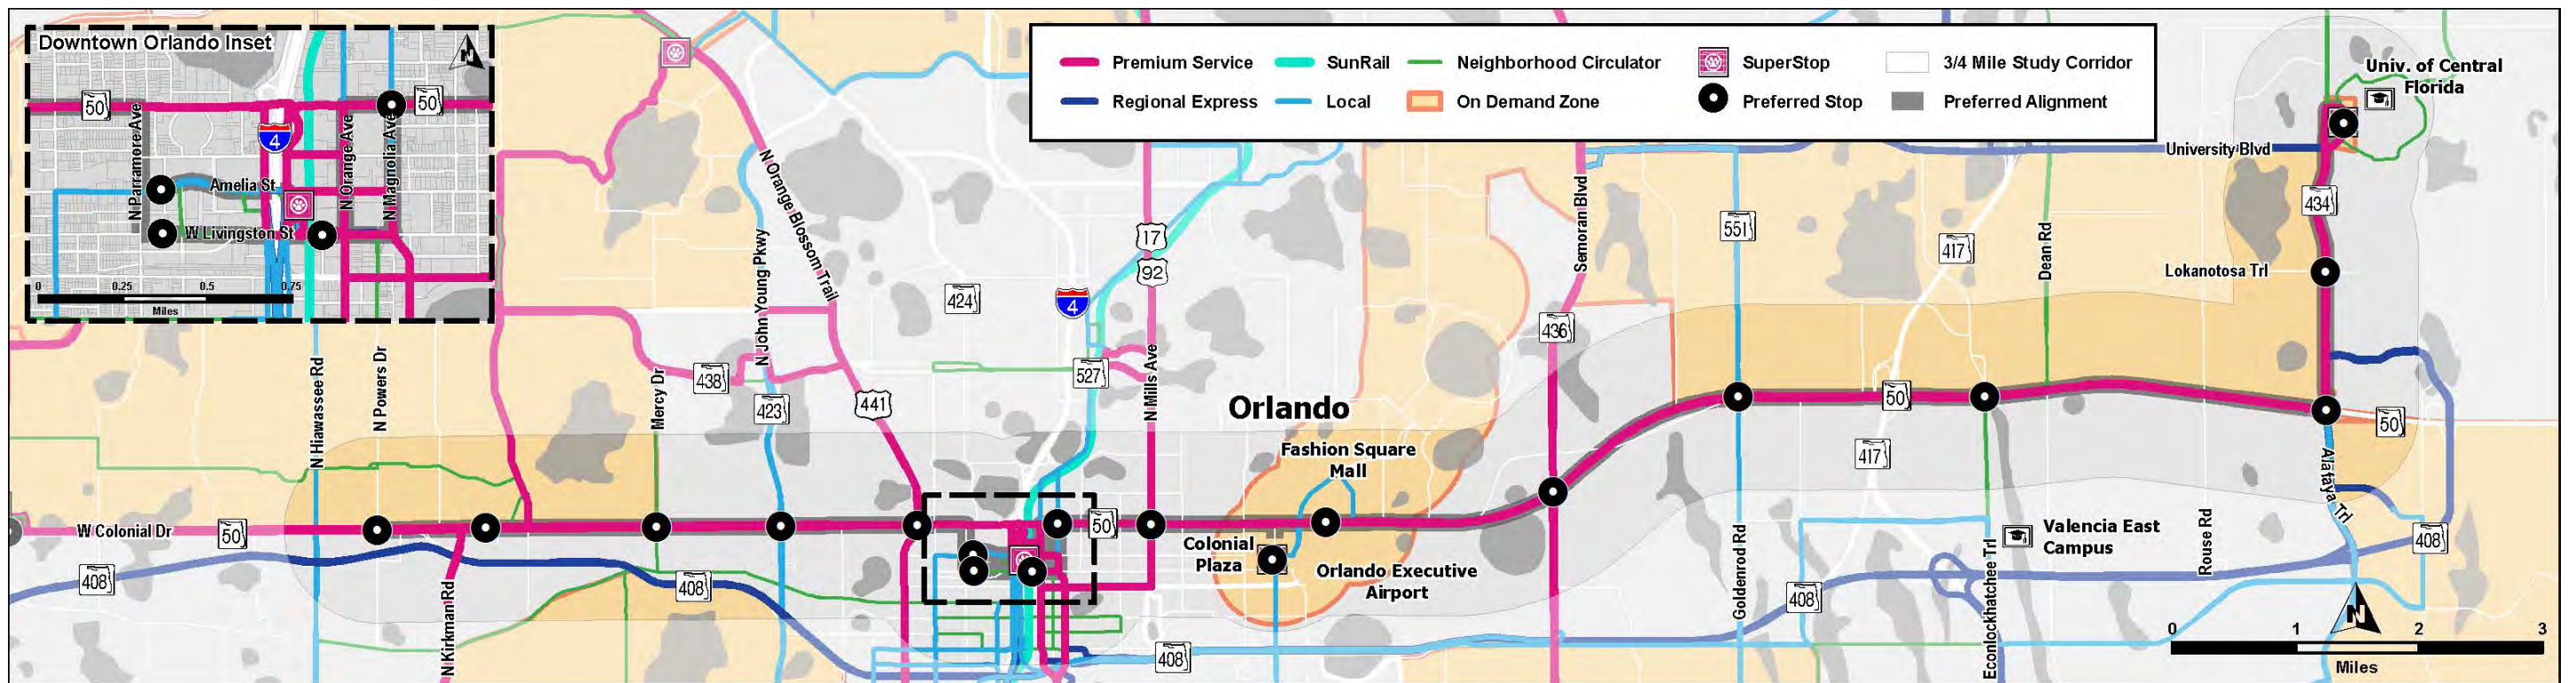 Downtown Orlando Inset
N
50
50
4
N Parramore Ave
N Orange Ave
N Magnolia Ave
Amelia St
W Livingston St
0
0.25
0.5
0.75
Miles
Premium Service
SunRail
Neighborhood Circulator
SuperStop
3/4 Mile Study Corridor
Regional Express
Local
On Demand Zone
Preferred Stop
Preferred Alignment
Univ. of Central
Florida
University Blvd
434
Lokanotosa Trl
N Orange Blossom Trail
N John Young Pkwy
17
92
Semoran Blvd
551
417
Dean Rd
424
4
436
N Hiawassee Rd
N Powers Dr
Mercy Dr
438
423
441
527
N Mills Ave
Orlando
50
50
Fashion Square
Mall
417
Alafaya Trl
W Colonial Dr
50
50
Colonial
Plaza
Orlando Executive
Airport
Goldenrod Rd
Valencia East
Campus
Econlockhatchee Trl
Rouse Rd
408
408
408
N Kirkman Rd
408
408
N
0
1
2
3
Miles